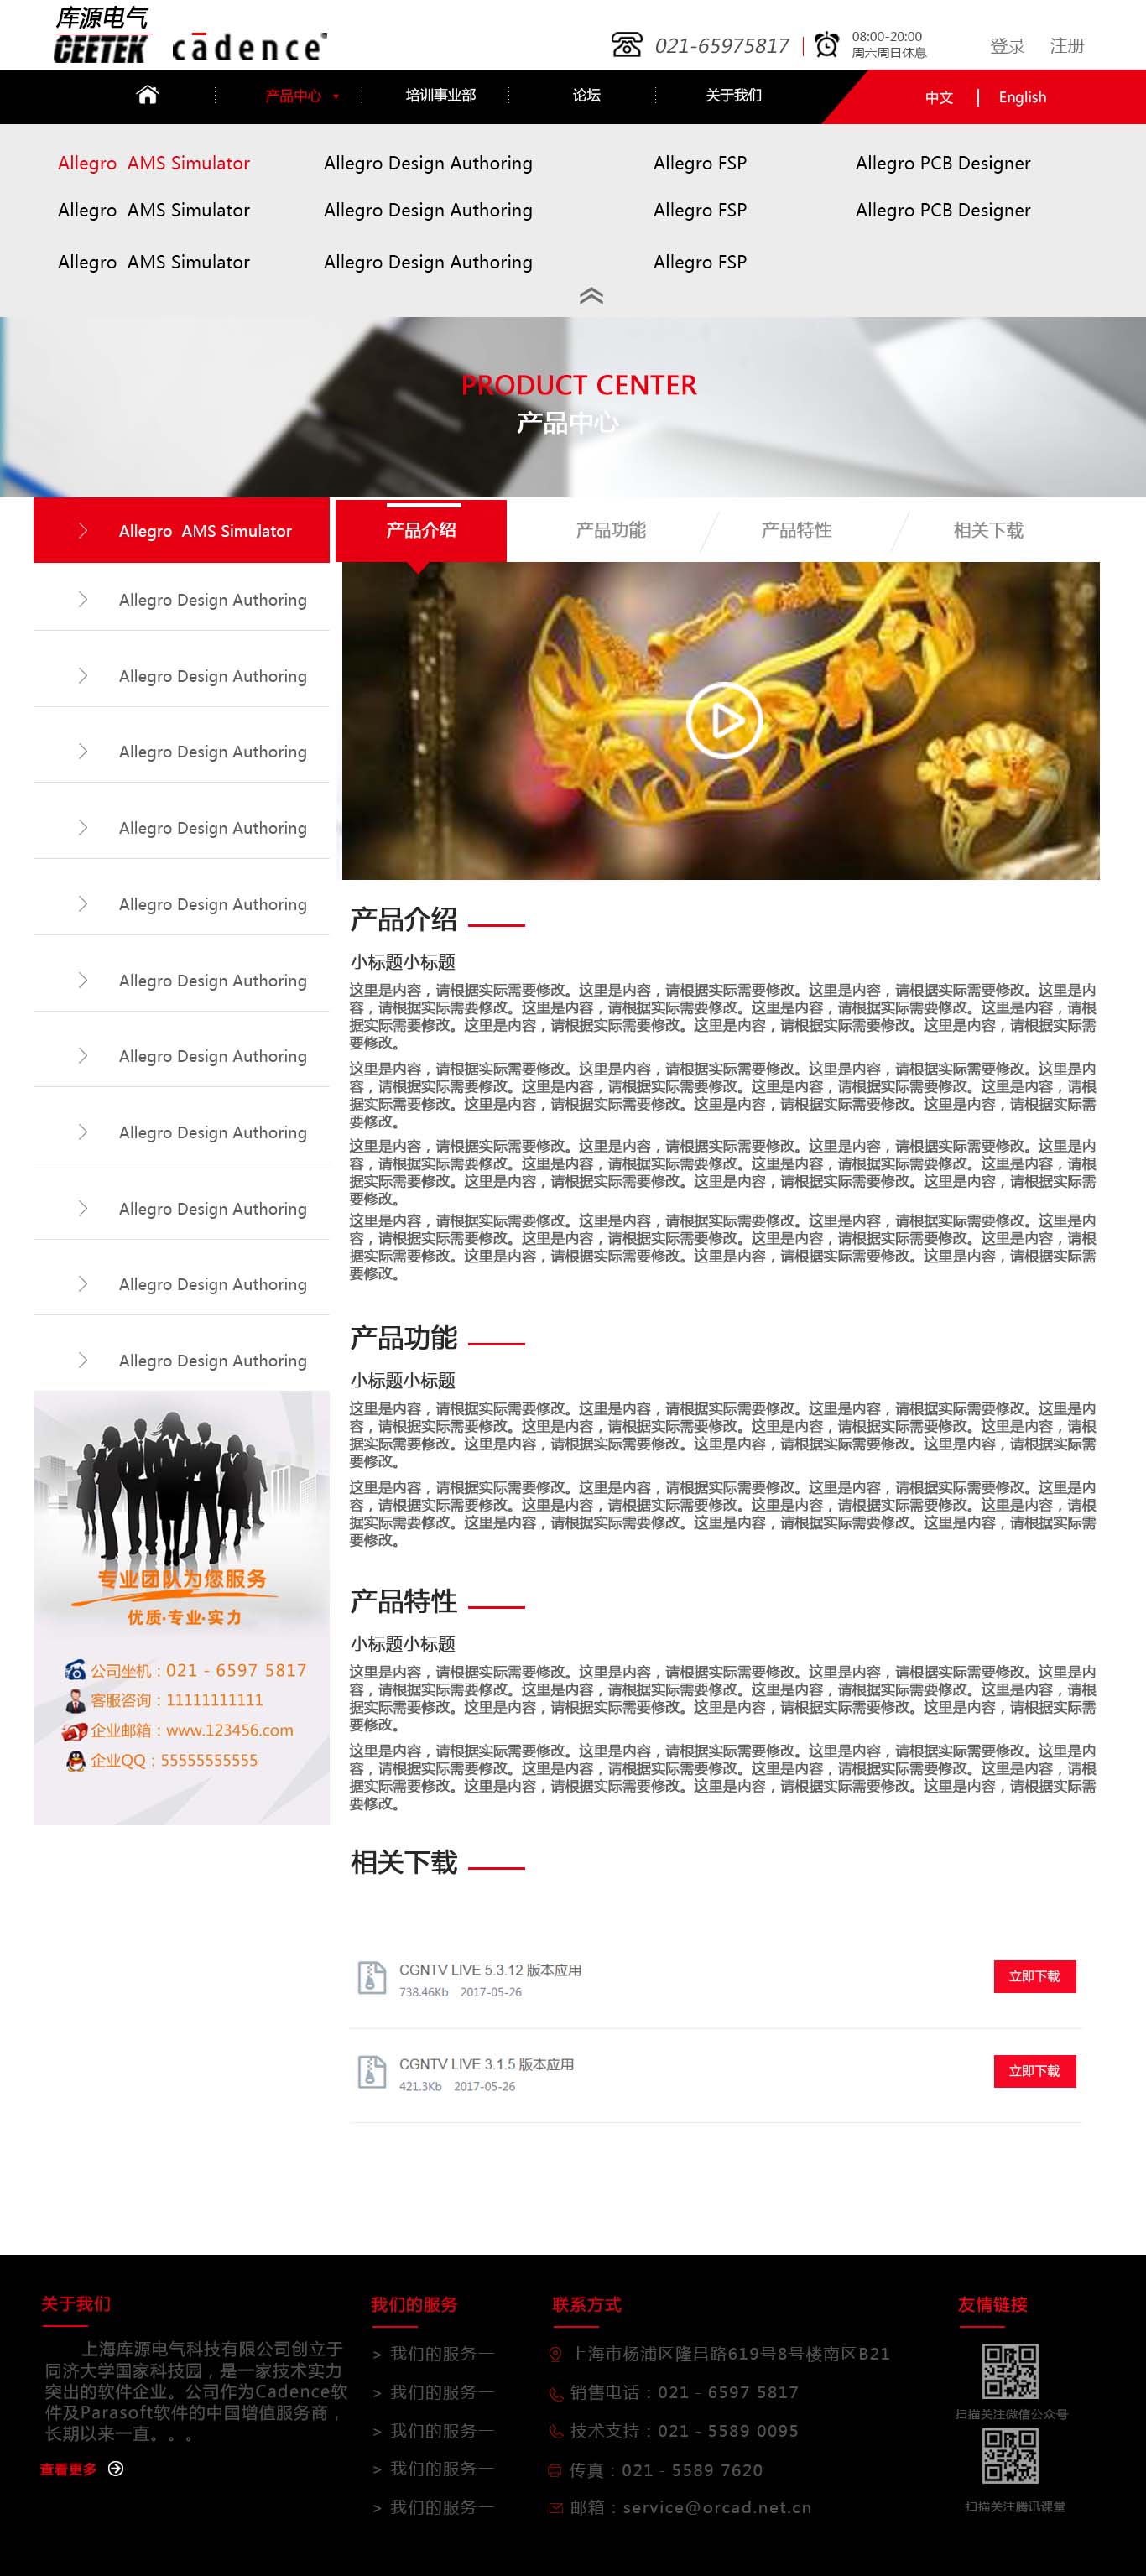 库源电气
CEETEK
cādence
021-65975817
08:00-20:00
周六周日休息
登录 注册
产品中心 培训事业部 论坛 关于我们 中文 English
Allegro AMS Simulator Allegro Design Authoring Allegro FSP Allegro PCB Designer
Allegro AMS Simulator Allegro Design Authoring Allegro FSP Allegro PCB Designer
Allegro AMS Simulator Allegro Design Authoring Allegro FSP
PRODUCT CENTER
产品中心
Allegro AMS Simulator
Allegro Design Authoring
Allegro Design Authoring
Allegro Design Authoring
Allegro Design Authoring
Allegro Design Authoring
Allegro Design Authoring
Allegro Design Authoring
Allegro Design Authoring
Allegro Design Authoring
Allegro Design Authoring
Allegro Design Authoring
专业团队为您服务
优质·专业·实力
公司坐机：021 - 6597 5817
客服咨询：11111111111
企业邮箱：www.123456.com
企业QQ：55555555555
产品介绍 产品功能 产品特性 相关下载
产品介绍
小标题小标题
这里是内容，请根据实际需要修改。这里是内容，请根据实际需要修改。这里是内容，请根据实际需要修改。这里是内
容，请根据实际需要修改。这里是内容，请根据实际需要修改。这里是内容，请根据实际需要修改。这里是内容，请根
据实际需要修改。这里是内容，请根据实际需要修改。这里是内容，请根据实际需要修改。这里是内容，请根据实际需
要修改。
这里是内容，请根据实际需要修改。这里是内容，请根据实际需要修改。这里是内容，请根据实际需要修改。这里是内
容，请根据实际需要修改。这里是内容，请根据实际需要修改。这里是内容，请根据实际需要修改。这里是内容，请根
据实际需要修改。这里是内容，请根据实际需要修改。这里是内容，请根据实际需要修改。这里是内容，请根据实际需
要修改。
这里是内容，请根据实际需要修改。这里是内容，请根据实际需要修改。这里是内容，请根据实际需要修改。这里是内
容，请根据实际需要修改。这里是内容，请根据实际需要修改。这里是内容，请根据实际需要修改。这里是内容，请根
据实际需要修改。这里是内容，请根据实际需要修改。这里是内容，请根据实际需要修改。这里是内容，请根据实际需
要修改。
这里是内容，请根据实际需要修改。这里是内容，请根据实际需要修改。这里是内容，请根据实际需要修改。这里是内
容，请根据实际需要修改。这里是内容，请根据实际需要修改。这里是内容，请根据实际需要修改。这里是内容，请根
据实际需要修改。这里是内容，请根据实际需要修改。这里是内容，请根据实际需要修改。这里是内容，请根据实际需
要修改。
产品功能
小标题小标题
这里是内容，请根据实际需要修改。这里是内容，请根据实际需要修改。这里是内容，请根据实际需要修改。这里是内
容，请根据实际需要修改。这里是内容，请根据实际需要修改。这里是内容，请根据实际需要修改。这里是内容，请根
据实际需要修改。这里是内容，请根据实际需要修改。这里是内容，请根据实际需要修改。这里是内容，请根据实际需
要修改。
这里是内容，请根据实际需要修改。这里是内容，请根据实际需要修改。这里是内容，请根据实际需要修改。这里是内
容，请根据实际需要修改。这里是内容，请根据实际需要修改。这里是内容，请根据实际需要修改。这里是内容，请根
据实际需要修改。这里是内容，请根据实际需要修改。这里是内容，请根据实际需要修改。这里是内容，请根据实际需
要修改。
产品特性
小标题小标题
这里是内容，请根据实际需要修改。这里是内容，请根据实际需要修改。这里是内容，请根据实际需要修改。这里是内
容，请根据实际需要修改。这里是内容，请根据实际需要修改。这里是内容，请根据实际需要修改。这里是内容，请根
据实际需要修改。这里是内容，请根据实际需要修改。这里是内容，请根据实际需要修改。这里是内容，请根据实际需
要修改。
这里是内容，请根据实际需要修改。这里是内容，请根据实际需要修改。这里是内容，请根据实际需要修改。这里是内
容，请根据实际需要修改。这里是内容，请根据实际需要修改。这里是内容，请根据实际需要修改。这里是内容，请根
据实际需要修改。这里是内容，请根据实际需要修改。这里是内容，请根据实际需要修改。这里是内容，请根据实际需
要修改。
相关下载
CGNTV LIVE 5.3.12 版本应用
738.46Kb 2017-05-26
立即下载
CGNTV LIVE 3.1.5 版本应用
421.3Kb 2017-05-26
立即下载
关于我们
上海库源电气科技有限公司创立于
同济大学国家科技园，是一家技术实力
突出的软件企业。公司作为Cadence软
件及Parasoft软件的中国增值服务商，
长期以来一直。。。
查看更多
我们的服务
> 我们的服务一
> 我们的服务一
> 我们的服务一
> 我们的服务一
> 我们的服务一
联系方式
上海市杨浦区隆昌路619号8号楼南区B21
销售电话：021 - 6597 5817
技术支持：021 - 5589 0095
传真：021 - 5589 7620
邮箱：service@orcad.net.cn
友情链接
扫描关注微信公众号
扫描关注腾讯课堂